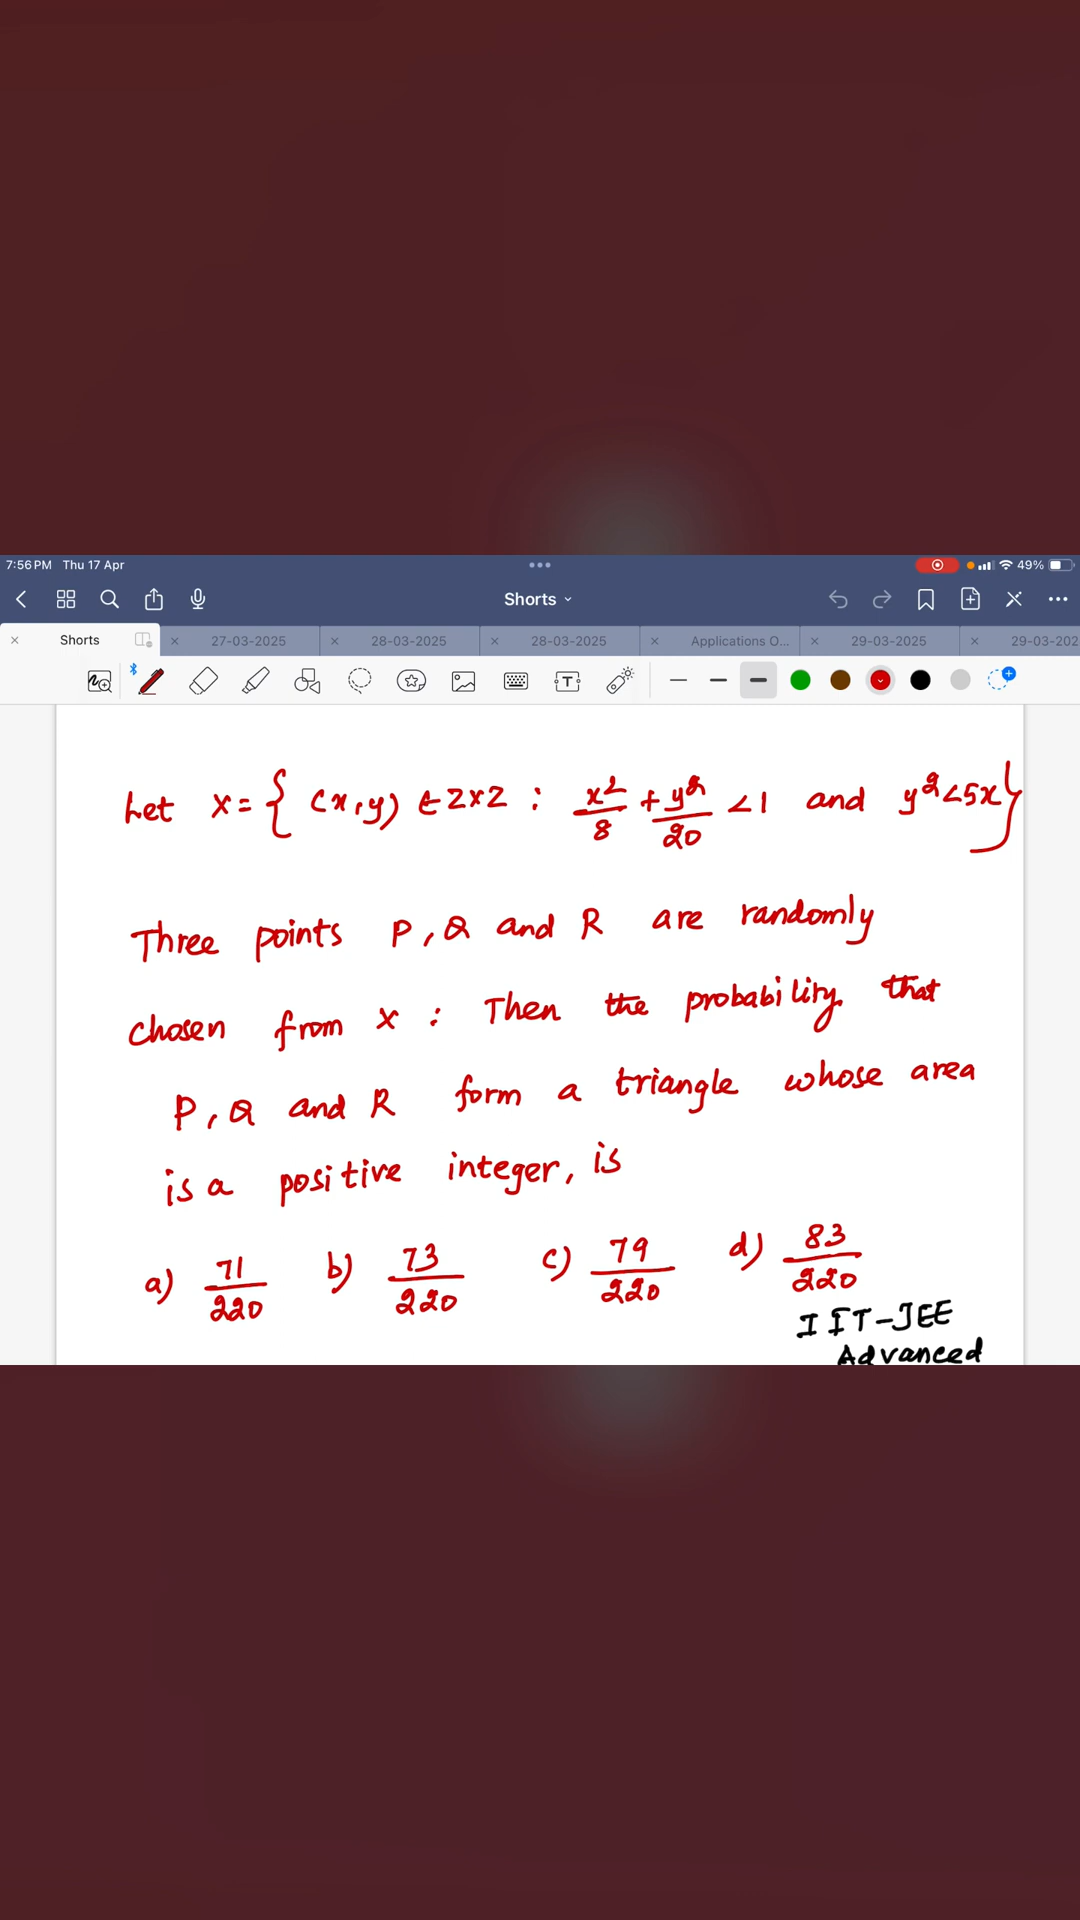 7:56 PM Thu 17 Apr
49%
Shorts
Shorts 27-03-2025 28-03-2025 28-03-2025 Applications O... 29-03-2025 29-03-202
Let X = { (x,y) ∈ Z×Z : x²/8 + y²/20 < 1 and y² < 5x }
Three points P, Q and R are randomly
chosen from X : Then the probability that
P, Q and R form a triangle whose area
is a positive integer, is
a) 71/220 b) 73/220 c) 79/220 d) 83/220
IIT-JEE
Advanced